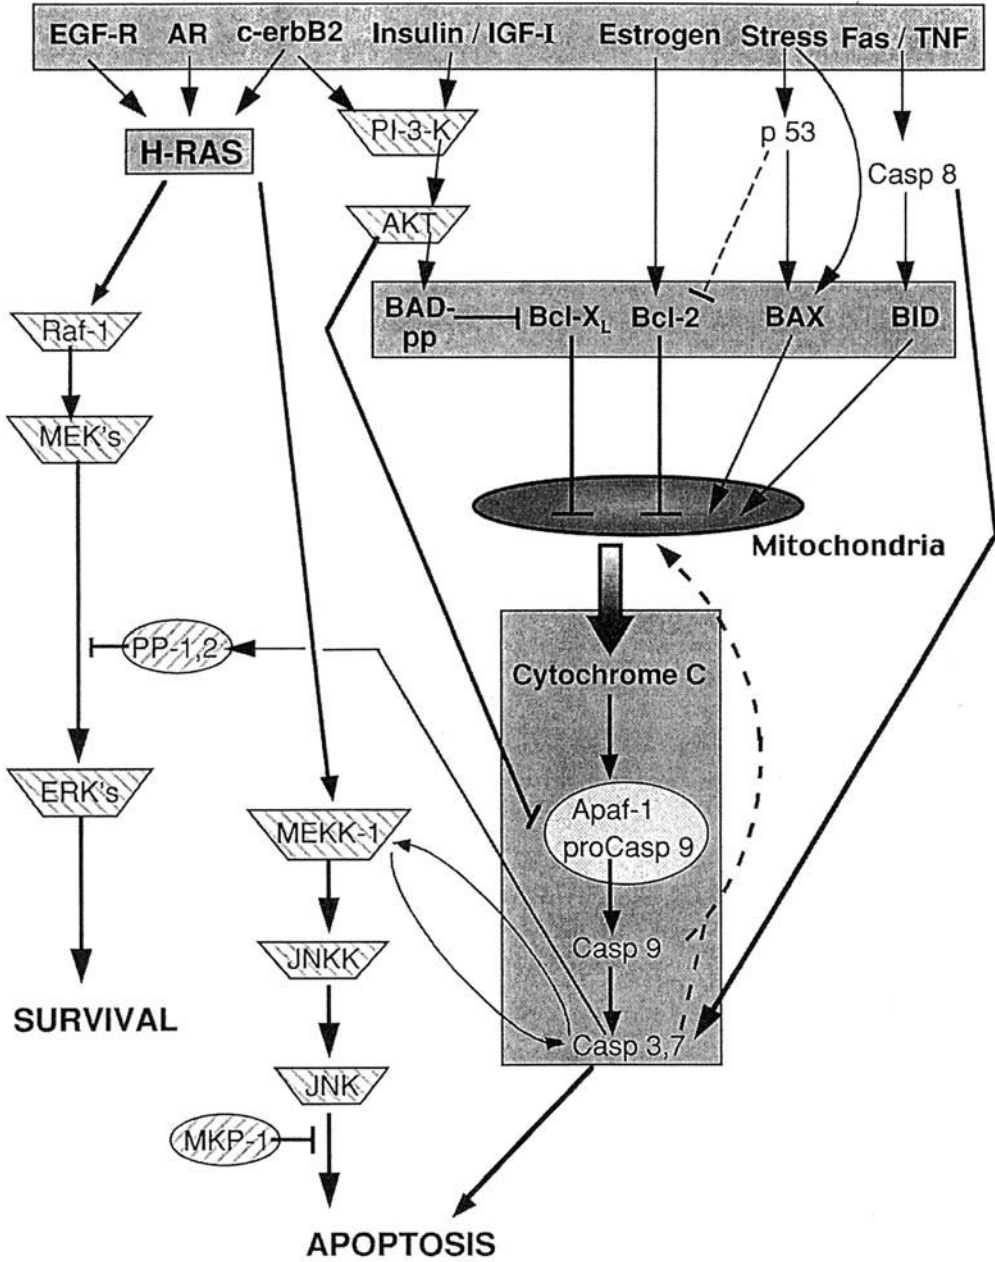 EGF-R AR c-erbB2 Insulin / IGF-I Estrogen Stress Fas / TNF
PI-3-K
p 53
H-RAS
Casp 8
AKT
BAD-
pp
Bcl-XL
Bcl-2
BAX
BID
Raf-1
MEK's
Mitochondria
PP-1,2
Cytochrome C
ERK's
Apaf-1
MEKK-1
proCasp 9
Casp 9
JNKK
SURVIVAL
Casp 3,7
JNK
MKP-1
APOPTOSIS